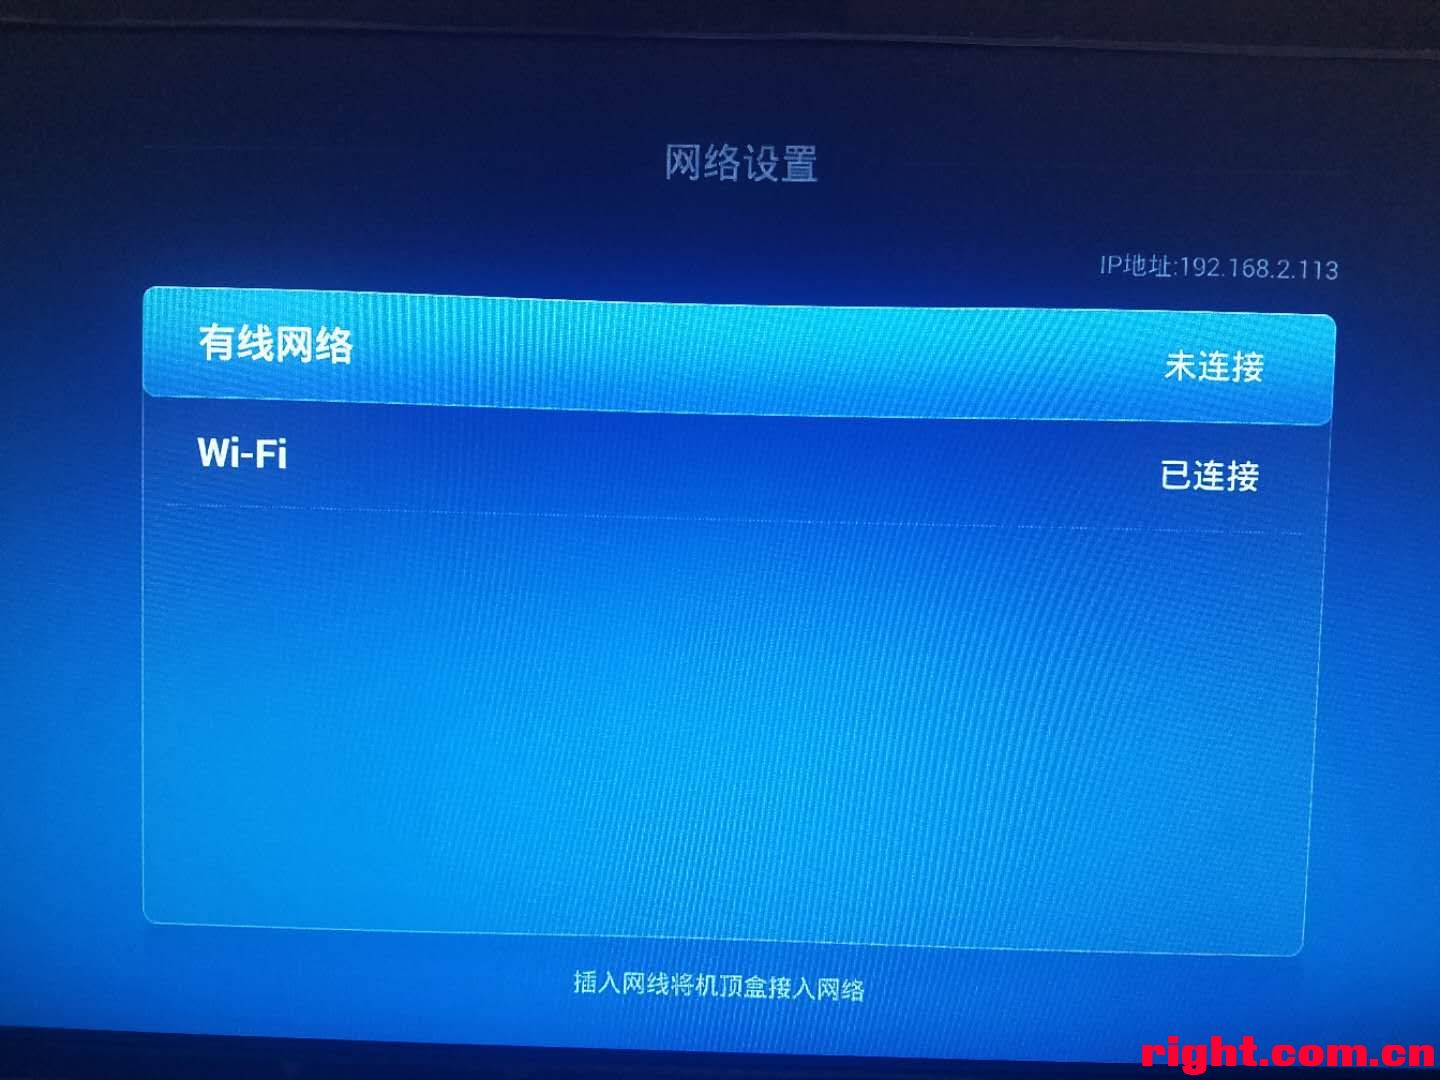 网络设置
IP地址:192.168.2.113
有线网络
未连接
Wi-Fi
已连接
插入网线将机顶盒接入网络
right.com.cn